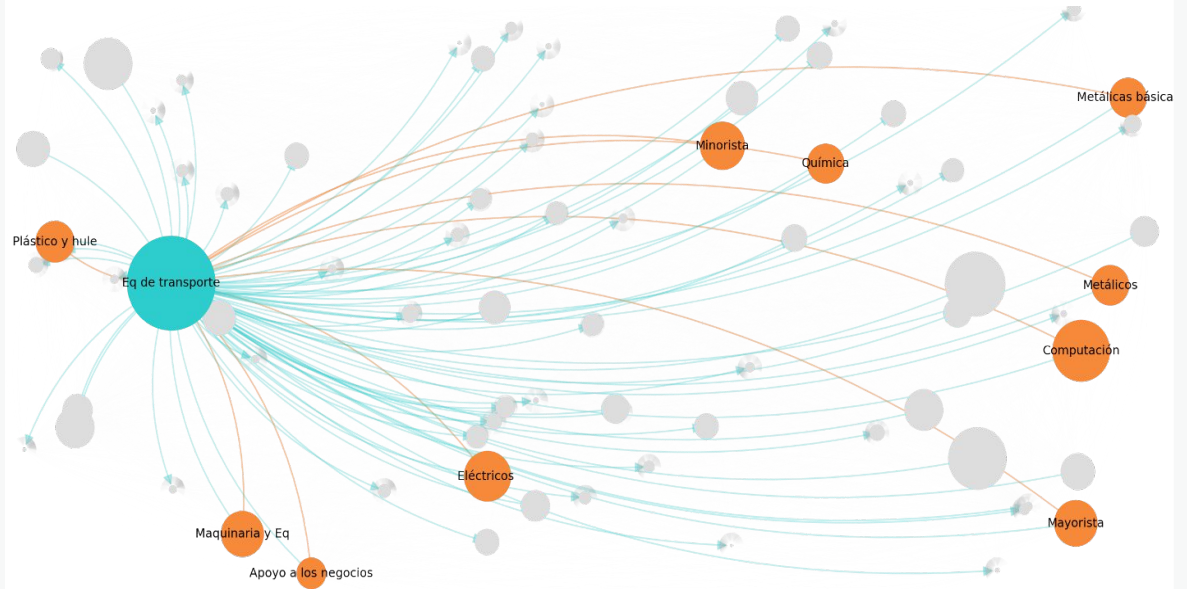 Metálicas básica
Minorista
Química
Plástico y hule
Eq de transporte
Metálicos
Computación
Eléctricos
Mayorista
Maquinaria y Eq
Apoyo a los negocios